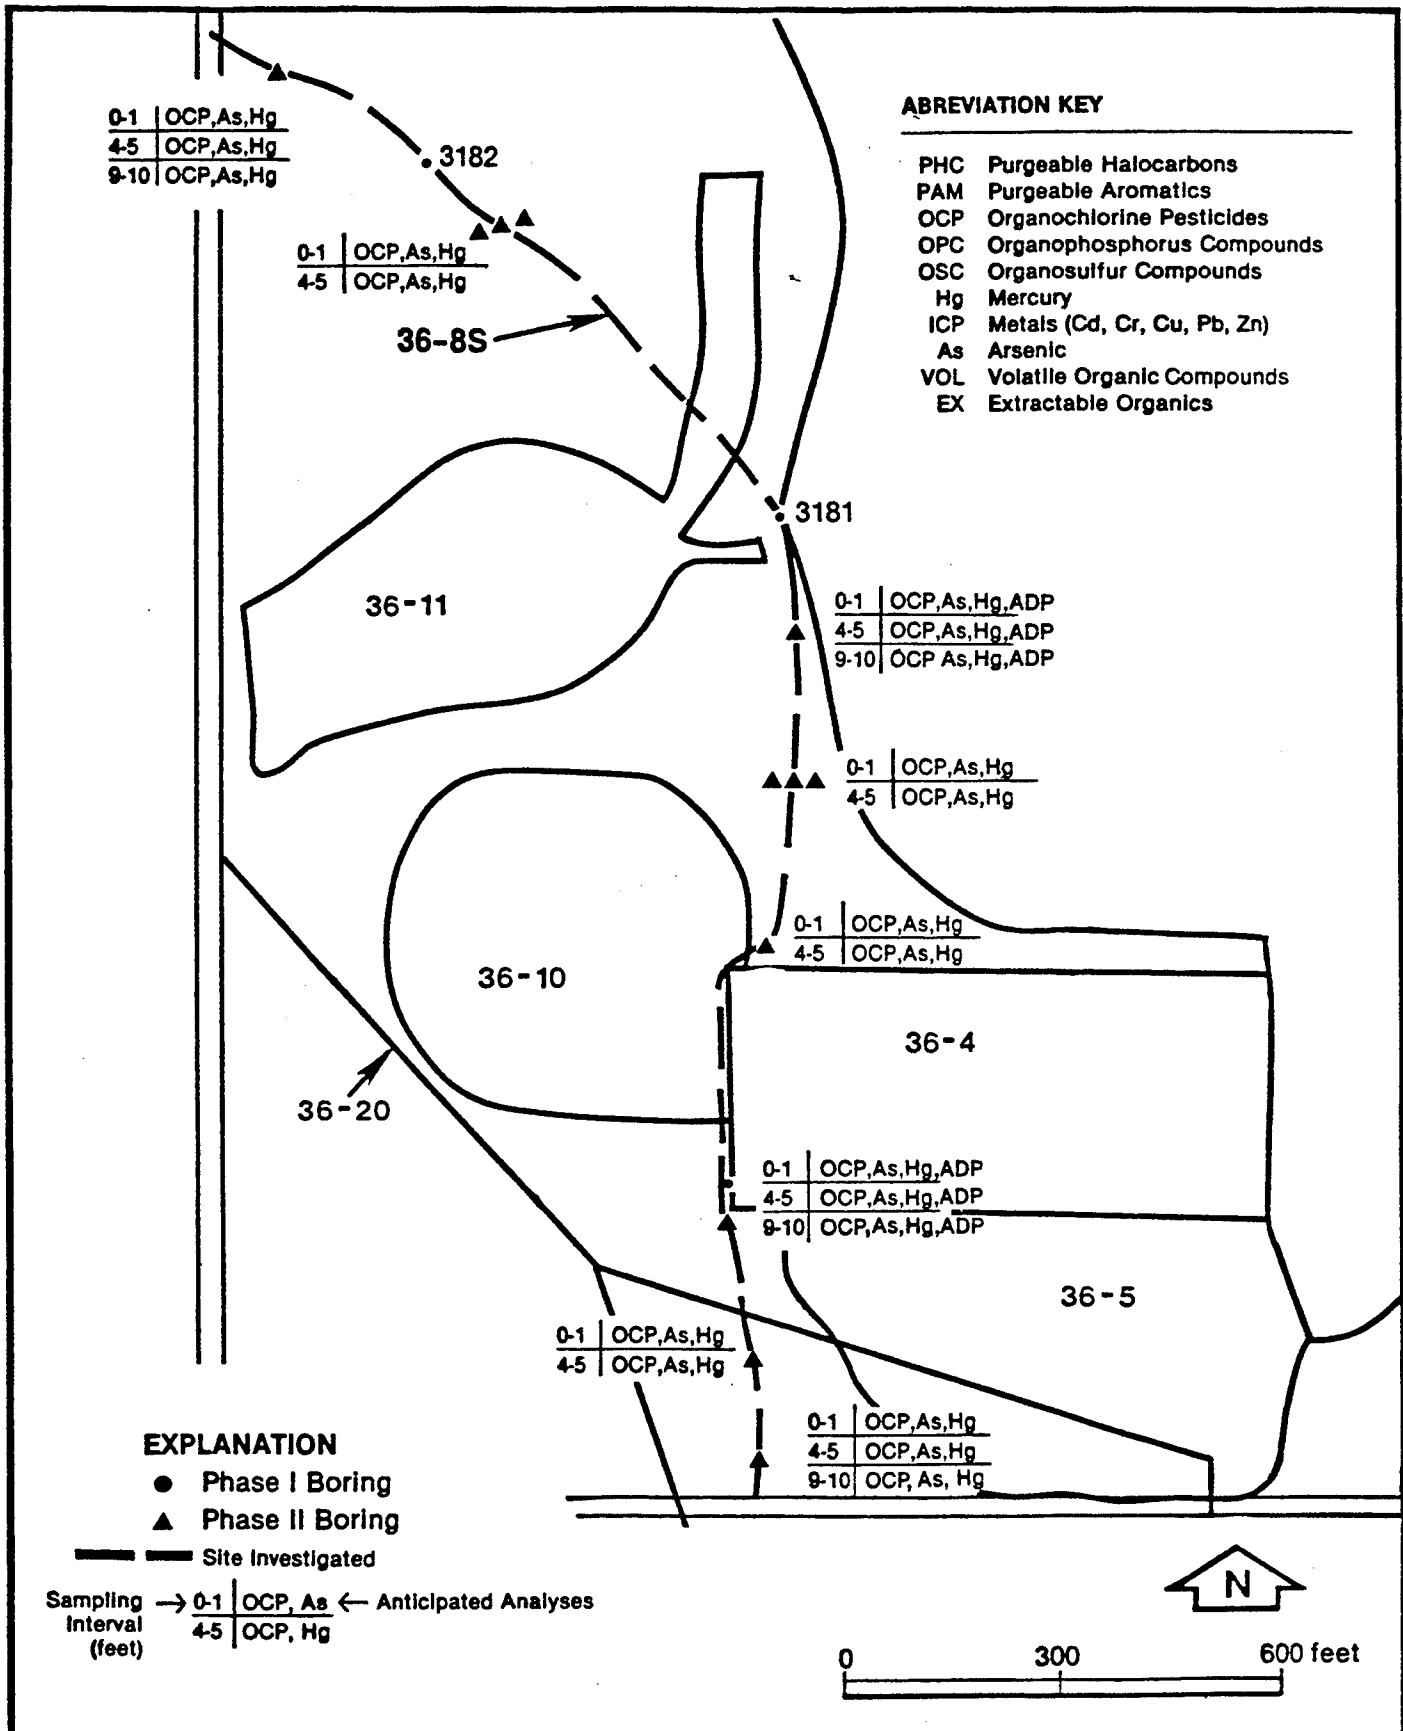 ABREVIATION KEY
PHC Purgeable Halocarbons
PAM Purgeable Aromatics
OCP Organochlorine Pesticides
OPC Organophosphorus Compounds
OSC Organosulfur Compounds
Hg Mercury
ICP Metals (Cd, Cr, Cu, Pb, Zn)
As Arsenic
VOL Volatile Organic Compounds
EX Extractable Organics
0-1 OCP,As,Hg
4-5 OCP,As,Hg
9-10 OCP,As,Hg
3182
0-1 OCP,As,Hg
4-5 OCP,As,Hg
36-8S
3181
36-11
0-1 OCP,As,Hg,ADP
4-5 OCP,As,Hg,ADP
9-10 OCP As,Hg,ADP
0-1 OCP,As,Hg
4-5 OCP,As,Hg
0-1 OCP,As,Hg
4-5 OCP,As,Hg
36-10
36-4
36-20
0-1 OCP,As,Hg,ADP
4-5 OCP,As,Hg,ADP
9-10 OCP,As,Hg,ADP
36-5
0-1 OCP,As,Hg
4-5 OCP,As,Hg
0-1 OCP,As,Hg
4-5 OCP,As,Hg
9-10 OCP, As, Hg
EXPLANATION
Phase I Boring
Phase II Boring
Site Investigated
Sampling Interval (feet) → 0-1 OCP, As ← Anticipated Analyses
4-5 OCP, Hg
N
0 300 600 feet